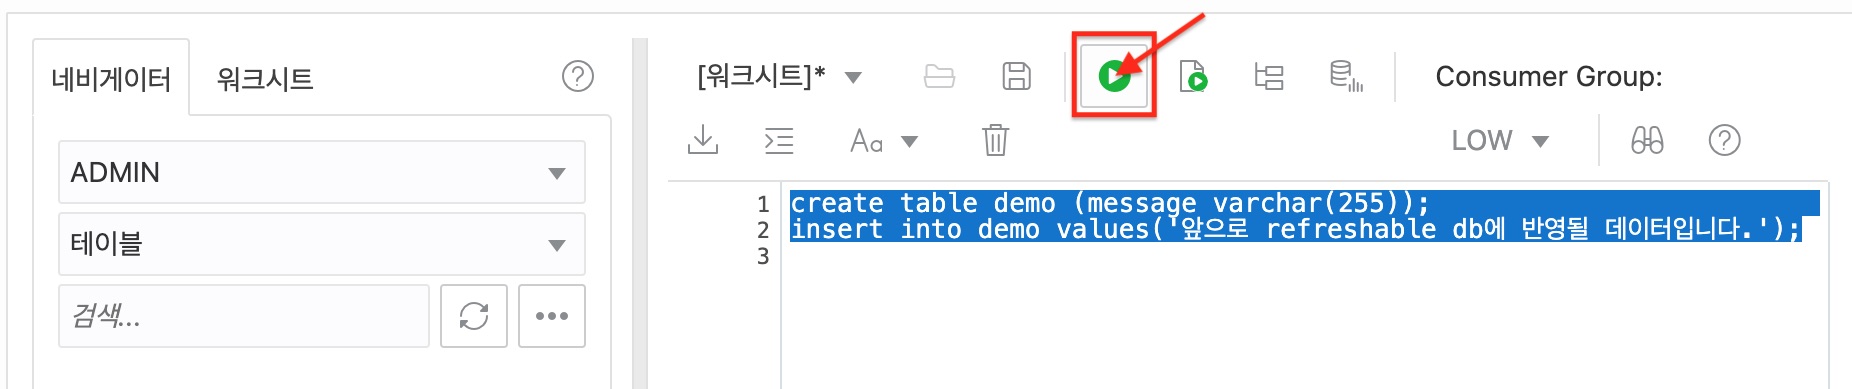 네비게이터 워크시트
ADMIN
테이블
검색...
[워크시트]* Consumer Group:
Aa LOW
1 create table demo (message varchar(255));
2 insert into demo values('앞으로 refreshable db에 반영될 데이터입니다.');
3